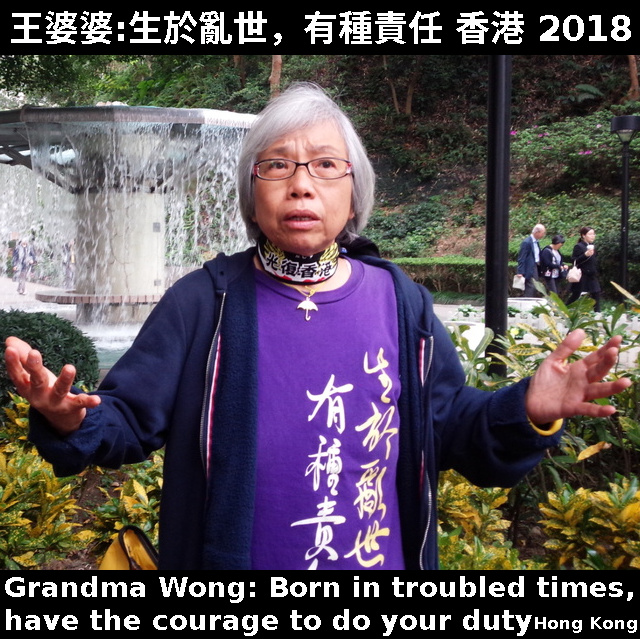 王婆婆:生於亂世，有種責任 香港 2018
光復香港
生於亂世
有種責
Grandma Wong: Born in troubled times,
have the courage to do your duty Hong Kong